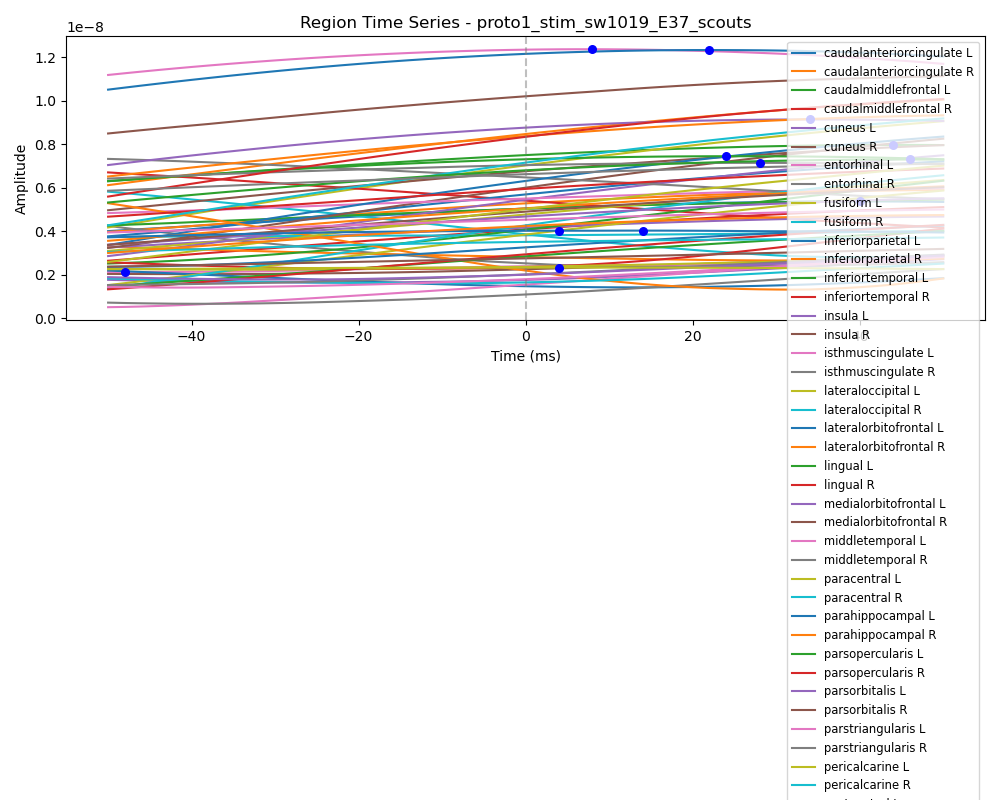 Region Time Series - proto1_stim_sw1019_E37_scouts
1e−8
1.2
1.0
0.8
0.6
0.4
0.2
0.0
Amplitude
−40
−20
0
20
40
Time (ms)
caudalanteriorcingulate L
caudalanteriorcingulate R
caudalmiddlefrontal L
caudalmiddlefrontal R
cuneus L
cuneus R
entorhinal L
entorhinal R
fusiform L
fusiform R
inferiorparietal L
inferiorparietal R
inferiortemporal L
inferiortemporal R
insula L
insula R
isthmuscingulate L
isthmuscingulate R
lateraloccipital L
lateraloccipital R
lateralorbitofrontal L
lateralorbitofrontal R
lingual L
lingual R
medialorbitofrontal L
medialorbitofrontal R
middletemporal L
middletemporal R
paracentral L
paracentral R
parahippocampal L
parahippocampal R
parsopercularis L
parsopercularis R
parsorbitalis L
parsorbitalis R
parstriangularis L
parstriangularis R
pericalcarine L
pericalcarine R